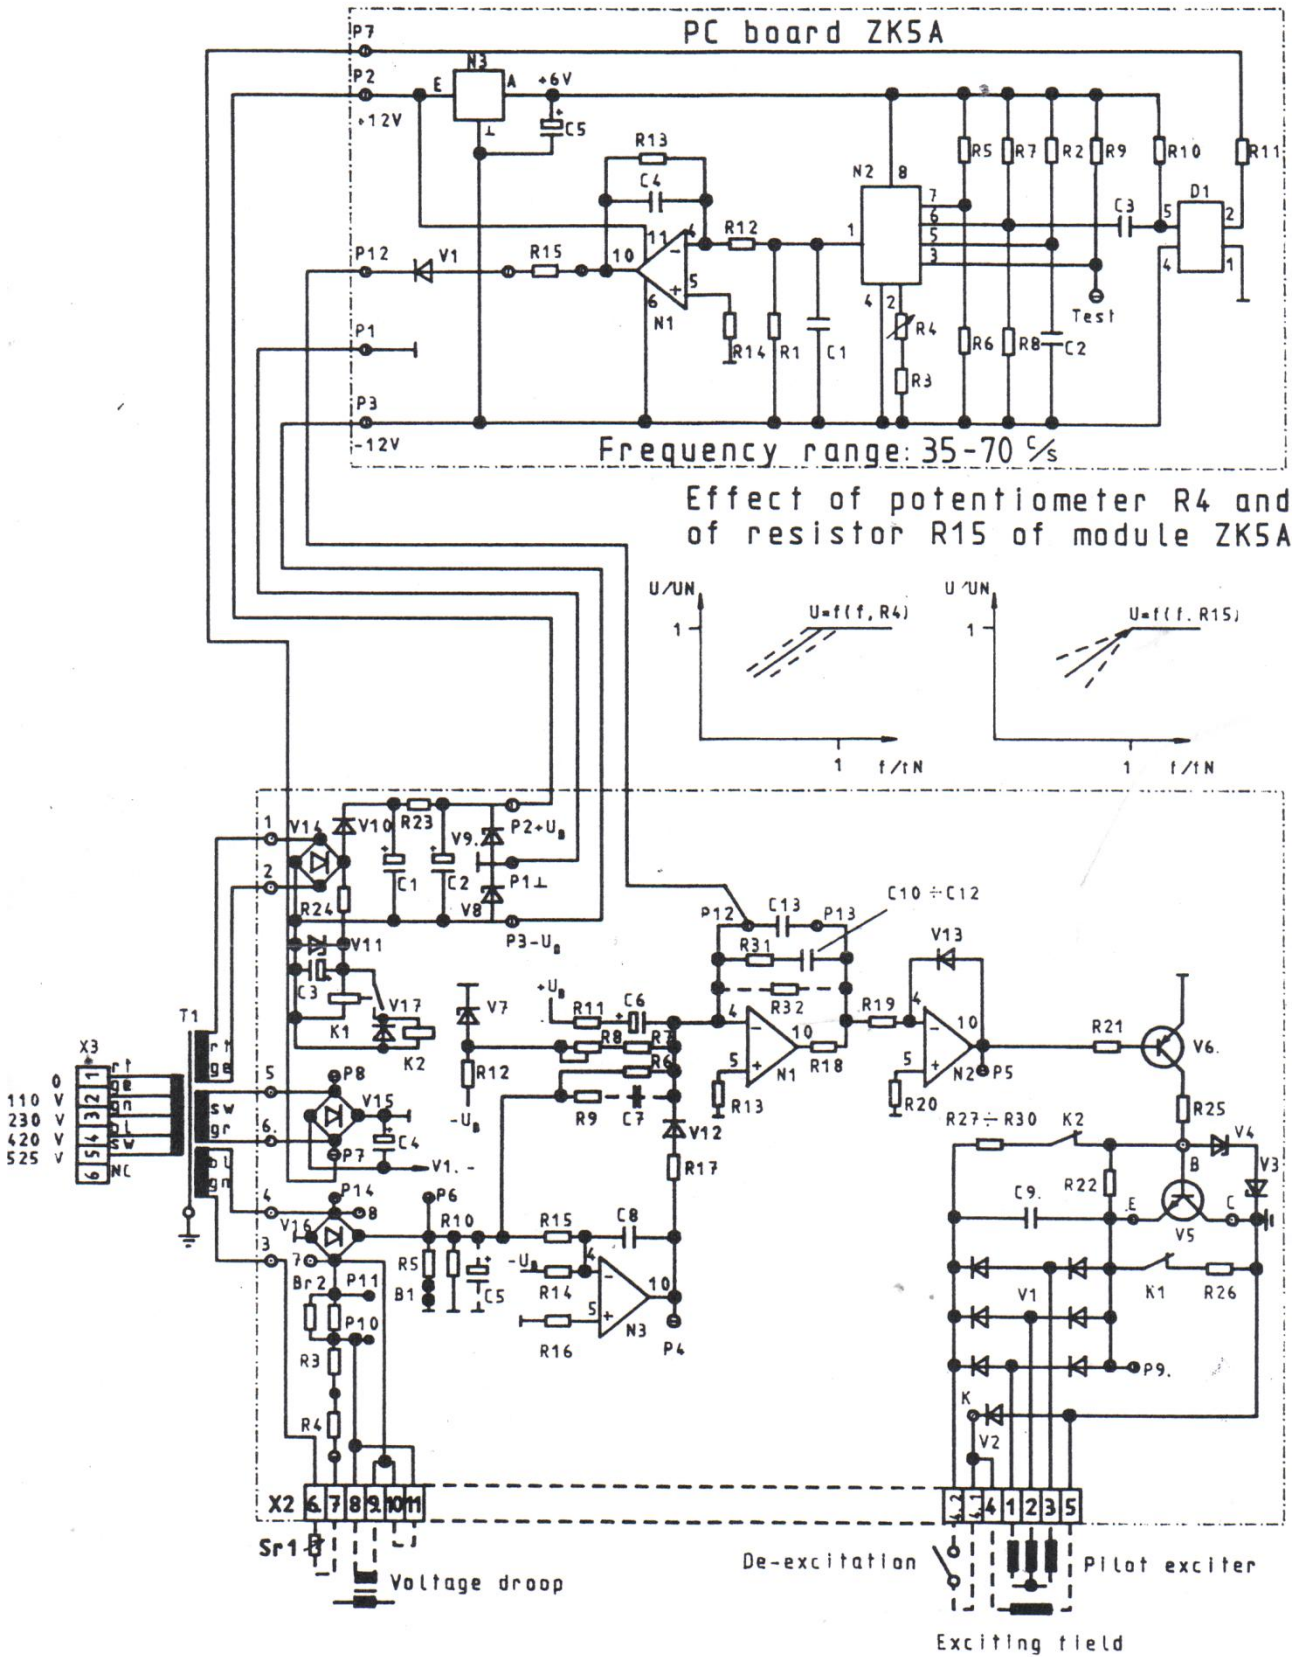 PC board ZK5A
P7
N3
P2
E
A
+6V
+12V
⊥
C5
R13
N2
8
R5
R7
R2
R9
R10
R11
C4
D1
7
6
C3
5
2
5
3
1
4
1
P12
V1
R15
10
11
4
R12
5
6
N1
4
2
Test
P1
R14
R1
C1
R4
R6
R8
C2
R3
P3
-12V
Frequency range: 35-70 c/s
Effect of potentiometer R4 and
of resistor R15 of module ZK5A
U/UN
U=f(f, R4)
1
1
f/fN
U/UN
U=f(f. R15)
1
1
f/fN
1
V14
V10
R23
V9.
P2+UB
2
C1
C2
P1⊥
R24
V8
V11
P3-UB
C3
K1
V17
K2
P12
C13
P13
C10÷C12
R31
V13
R32
+UB
V7
R11
C6
R8
R7
R6
R12
-UB
R9
C7
V12
R17
4
10
5
N1
R18
R13
R19
4
10
5
N2
P5
R20
R21
V6.
R25
T1
rt
ge
sw
gr
bl
gn
X3
0
110 V
230 V
420 V
525 V
1
2
3
4
5
6
rt
ge
gn
bl
sw
NC
5
P8
V15
6.
C4
P7
V1.-
4
P14
8
V16
3
7
Br2
P11
P10
R3
R4
P6
R5
R10
B1
C5
R15
C8
-UB
R14
4
10
5
N3
R16
P4
R27÷R30
K2
B
V4
V3
R22
C9.
E
C
V5
V1
K1
R26
P9.
K
V2
X2
6.
7
8
9.
10
11
4.2
4.1
4
1
2
3
5
Sr1
Voltage droop
De-excitation
Pilot exciter
Exciting field